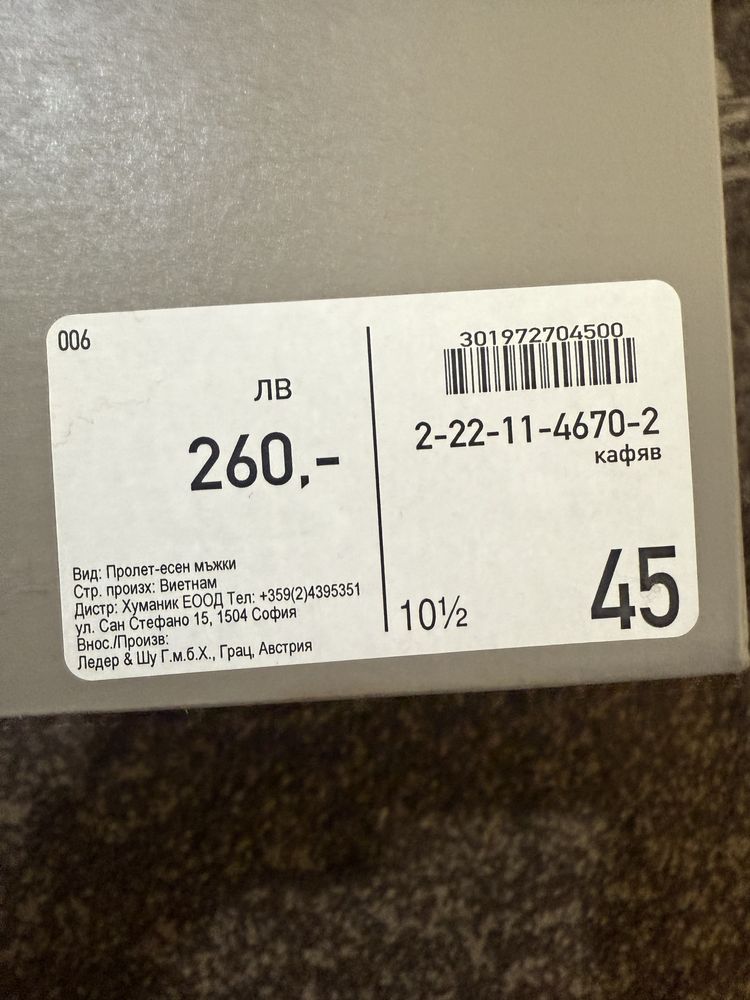 006
лв
260,-
Вид: Пролет-есен мъжки
Стр. произх: Виетнам
Дистр: Хуманик ЕООД Тел: +359(2)4395351
ул. Сан Стефано 15, 1504 София
Внос./Произв:
Ледер & Шу Г.м.б.Х., Грац, Австрия
301972704500
2-22-11-4670-2
кафяв
10½
45